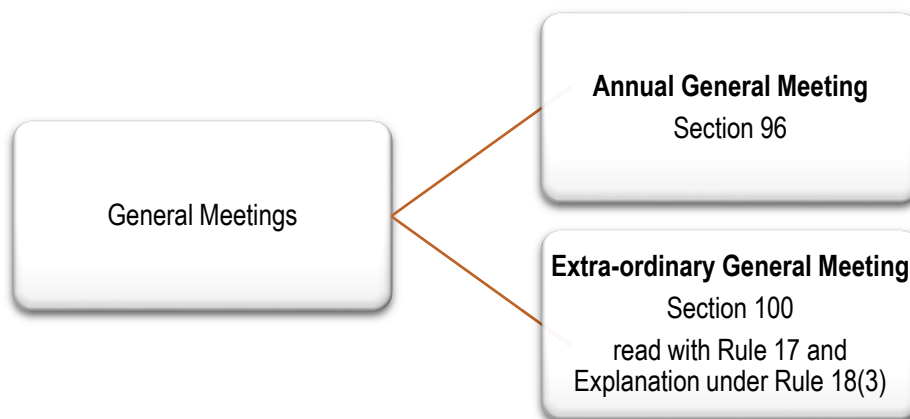 General Meetings
Annual General Meeting
Section 96
Extra-ordinary General Meeting
Section 100
read with Rule 17 and
Explanation under Rule 18(3)